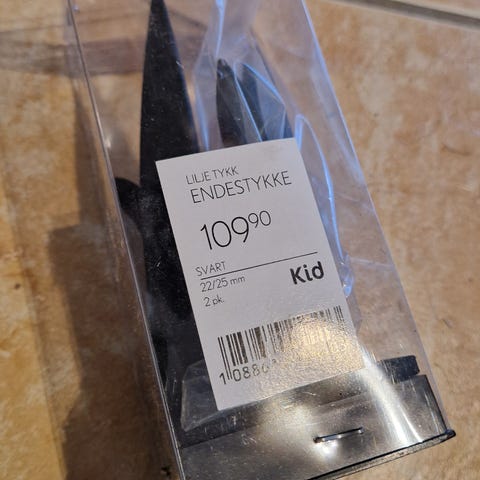 LILJE TYKK
ENDESTYKKE
109⁹⁰
SVART
22/25 mm
2 pk.
Kid